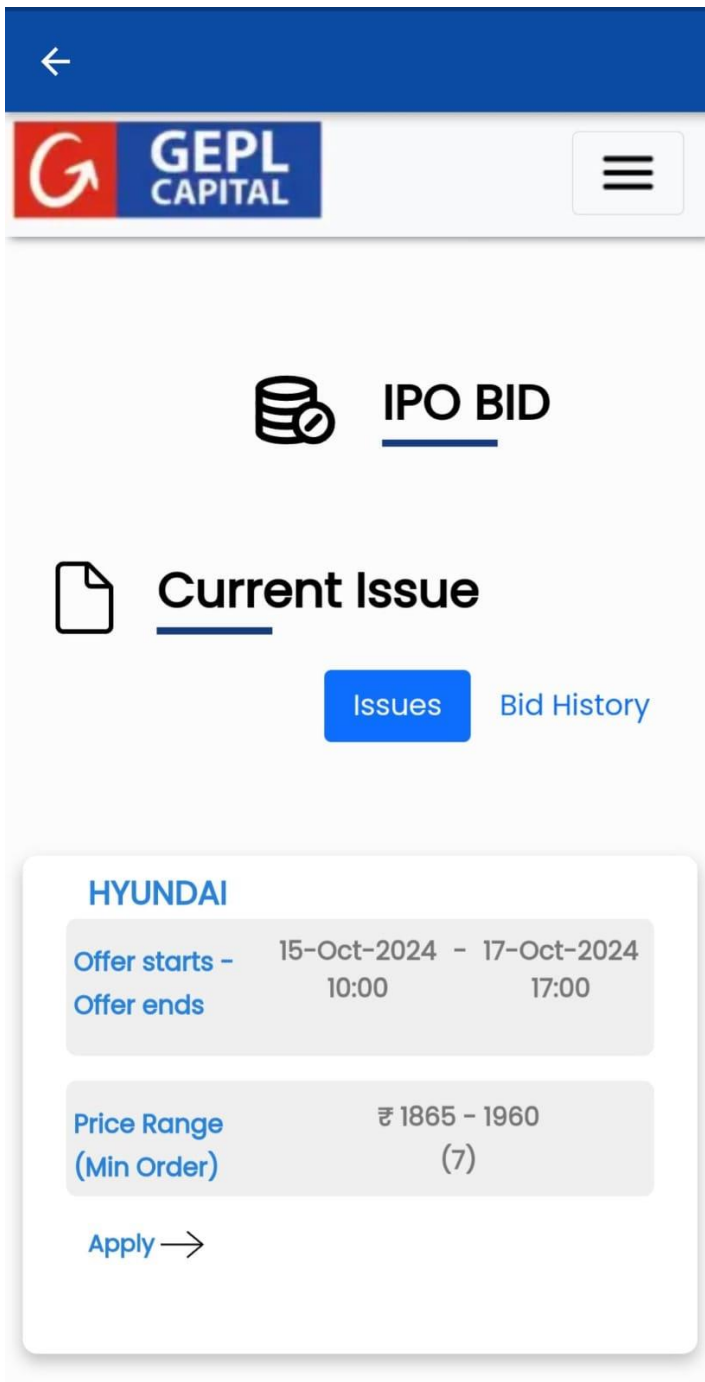 GEPL
CAPITAL
IPO BID
Current Issue
Issues Bid History
HYUNDAI
Offer starts - 15-Oct-2024 - 17-Oct-2024
Offer ends 10:00 17:00
Price Range ₹ 1865 - 1960
(Min Order) (7)
Apply